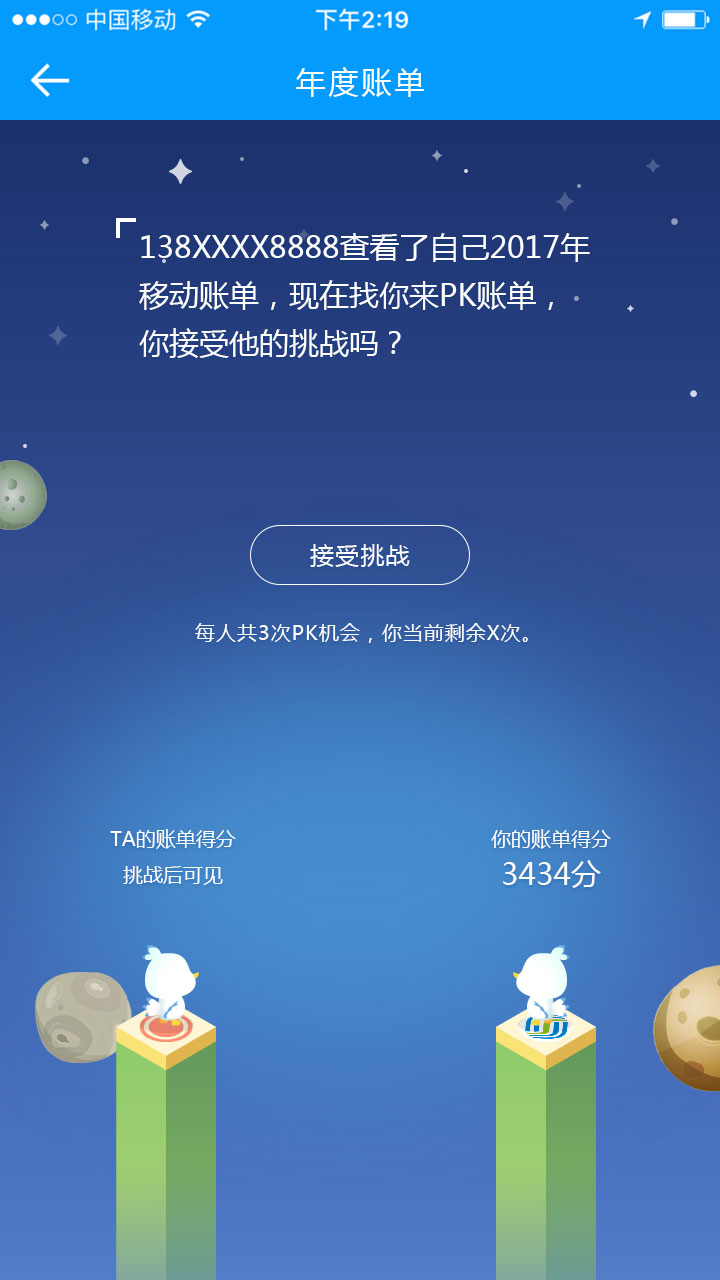 中国移动
下午2:19
年度账单
138XXXX8888查看了自己2017年
移动账单，现在找你来PK账单，
你接受他的挑战吗？
接受挑战
每人共3次PK机会，你当前剩余X次。
TA的账单得分
挑战后可见
你的账单得分
3434分